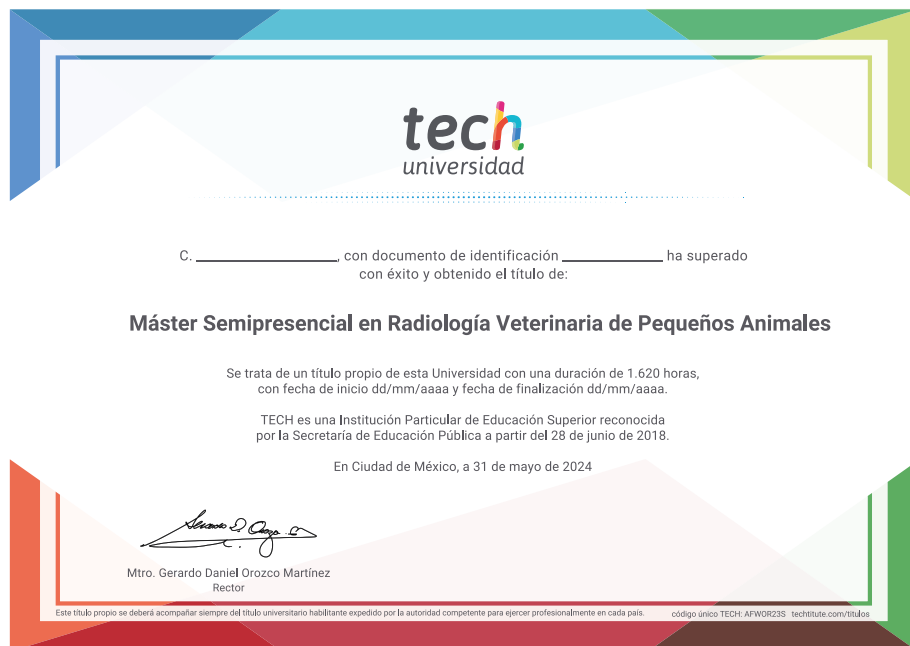 tech
universidad
C. ____________________, con documento de identificación ______________ ha superado
con éxito y obtenido el título de:
Máster Semipresencial en Radiología Veterinaria de Pequeños Animales
Se trata de un título propio de esta Universidad con una duración de 1.620 horas,
con fecha de inicio dd/mm/aaaa y fecha de finalización dd/mm/aaaa.
TECH es una Institución Particular de Educación Superior reconocida
por la Secretaría de Educación Pública a partir del 28 de junio de 2018.
En Ciudad de México, a 31 de mayo de 2024
Mtro. Gerardo Daniel Orozco Martínez
Rector
Este título propio se deberá acompañar siempre del título universitario habilitante expedido por la autoridad competente para ejercer profesionalmente en cada país.
código único TECH: AFWOR23S techtitute.com/titulos